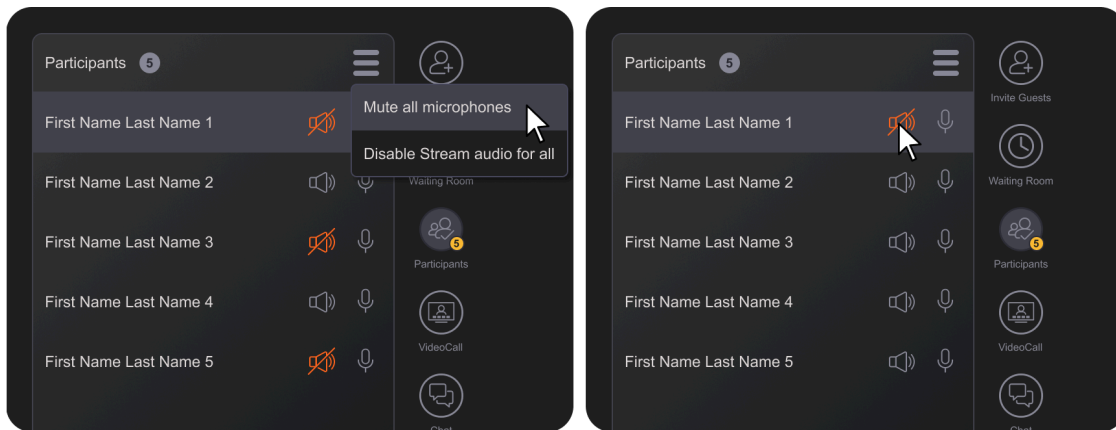 Participants 5
Mute all microphones
First Name Last Name 1
Disable Stream audio for all
First Name Last Name 2
Waiting Room
First Name Last Name 3
5
Participants
First Name Last Name 4
VideoCall
First Name Last Name 5
Chat
Participants 5
Invite Guests
First Name Last Name 1
First Name Last Name 2
Waiting Room
First Name Last Name 3
5
Participants
First Name Last Name 4
VideoCall
First Name Last Name 5
Chat